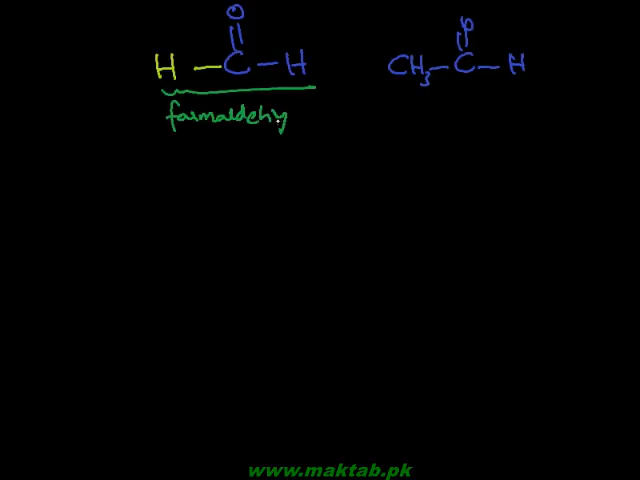 O O
H – C – H CH3 – C – H
formaldehy
www.maktab.pk